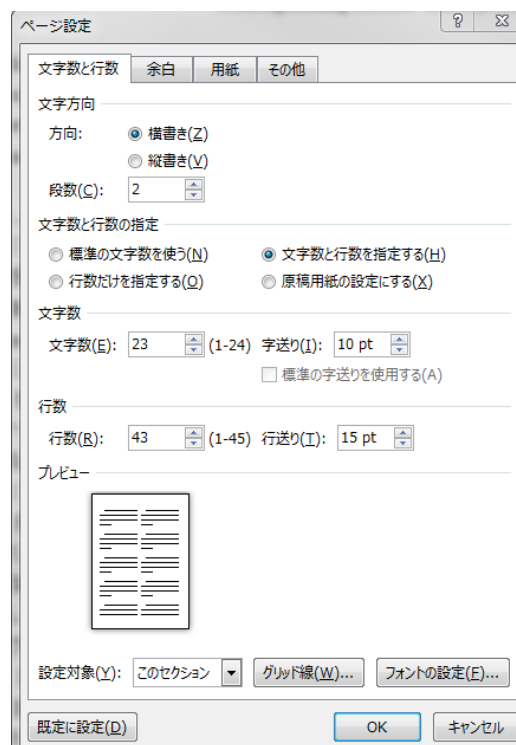 ページ設定
文字数と行数 余白 用紙 その他
文字方向
方向: 横書き(Z)
縦書き(V)
段数(C): 2
文字数と行数の指定
標準の文字数を使う(N) 文字数と行数を指定する(H)
行数だけを指定する(O) 原稿用紙の設定にする(X)
文字数
文字数(E): 23 (1-24) 字送り(I): 10 pt
標準の字送りを使用する(A)
行数
行数(R): 43 (1-45) 行送り(T): 15 pt
プレビュー
設定対象(Y): このセクション グリッド線(W)... フォントの設定(F)...
既定に設定(D) OK キャンセル